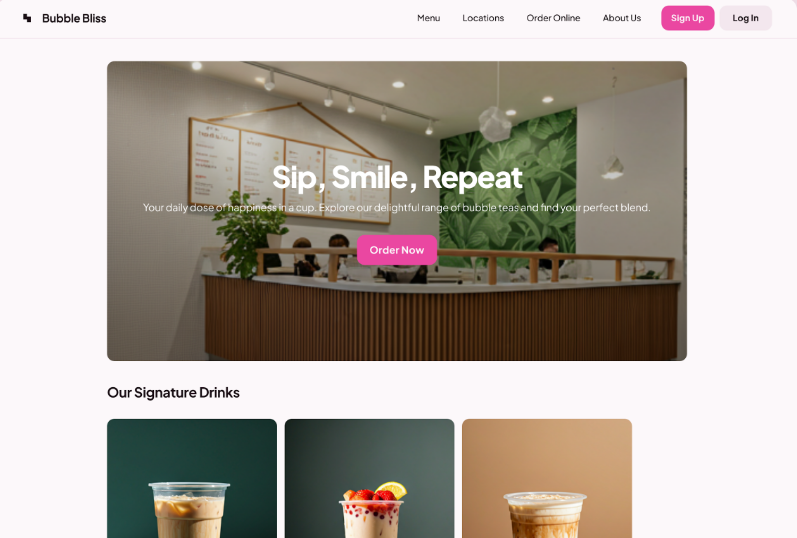 Bubble Bliss
Menu
Locations
Order Online
About Us
Sign Up
Log In
Sip, Smile, Repeat
Your daily dose of happiness in a cup. Explore our delightful range of bubble teas and find your perfect blend.
Order Now
Our Signature Drinks